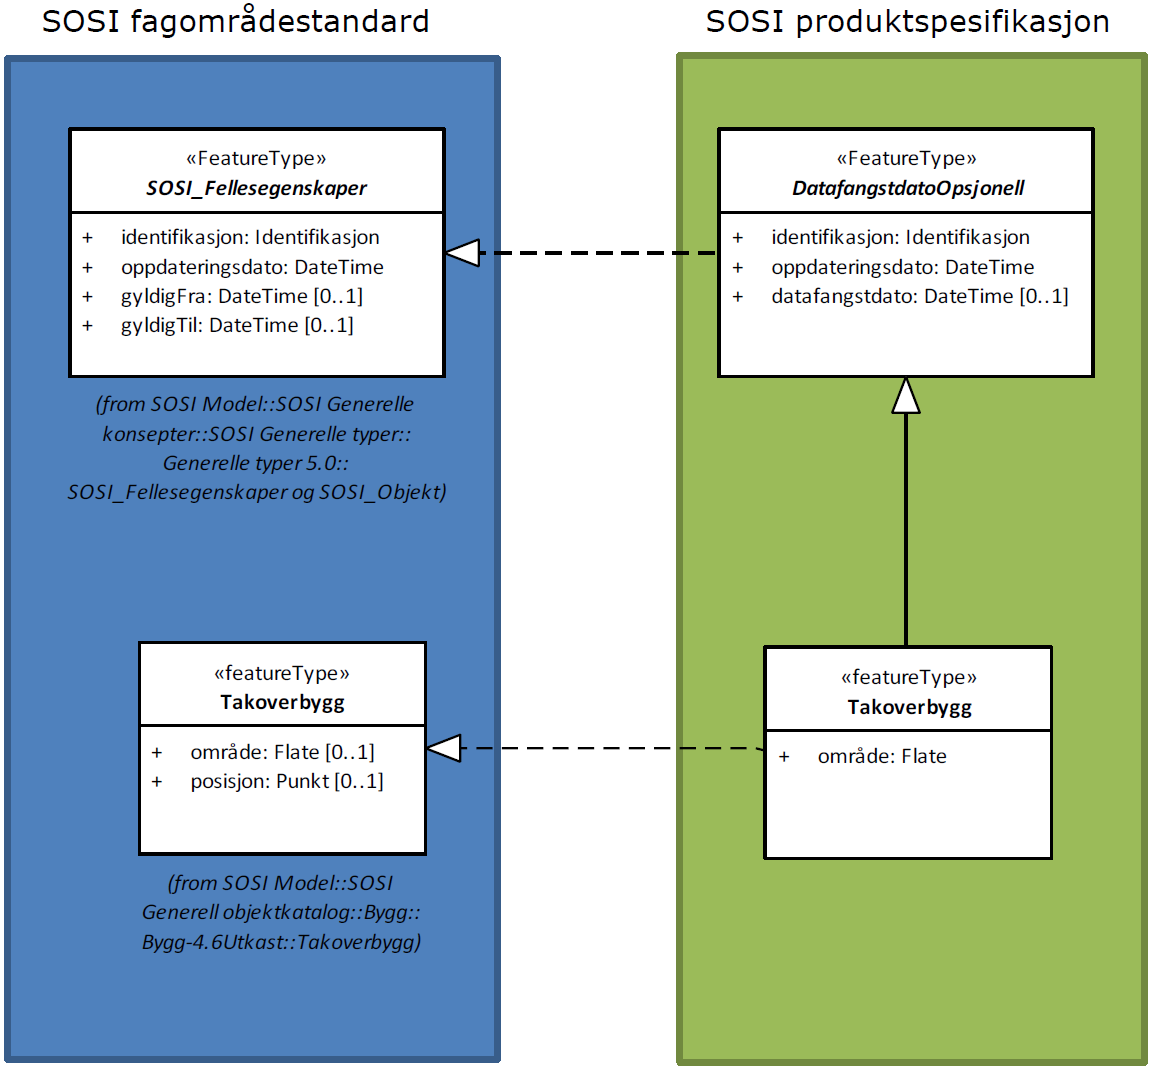 SOSI fagområdestandard
«FeatureType»
SOSI_Fellesegenskaper
+ identifikasjon: Identifikasjon
+ oppdateringsdato: DateTime
+ gyldigFra: DateTime [0..1]
+ gyldigTil: DateTime [0..1]
(from SOSI Model::SOSI Generelle
konsepter::SOSI Generelle typer::
Generelle typer 5.0::
SOSI_Fellesegenskaper og SOSI_Objekt)
«featureType»
Takoverbygg
+ område: Flate [0..1]
+ posisjon: Punkt [0..1]
(from SOSI Model::SOSI
Generell objektkatalog::Bygg::
Bygg-4.6Utkast::Takoverbygg)
SOSI produktspesifikasjon
«FeatureType»
DatafangstdatoOpsjonell
+ identifikasjon: Identifikasjon
+ oppdateringsdato: DateTime
+ datafangstdato: DateTime [0..1]
«featureType»
Takoverbygg
+ område: Flate